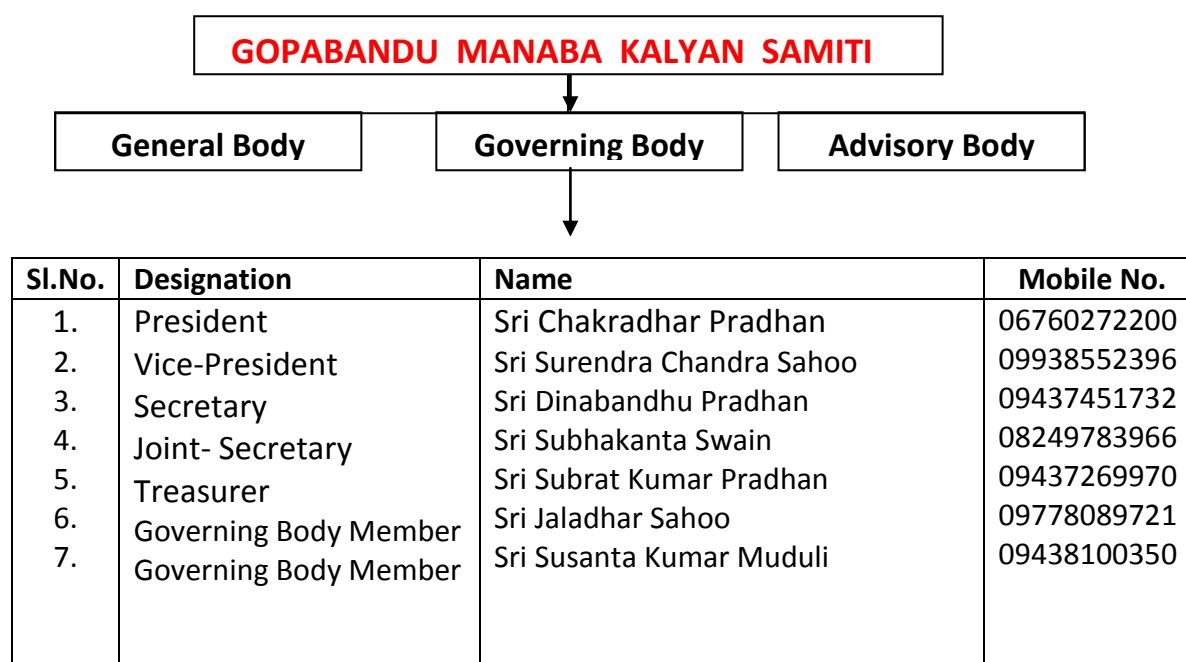 GOPABANDU MANABA KALYAN SAMITI
General Body Governing Body Advisory Body
Sl.No. Designation Name Mobile No.
1. President Sri Chakradhar Pradhan 06760272200
2. Vice-President Sri Surendra Chandra Sahoo 09938552396
3. Secretary Sri Dinabandhu Pradhan 09437451732
4. Joint- Secretary Sri Subhakanta Swain 08249783966
5. Treasurer Sri Subrat Kumar Pradhan 09437269970
6. Governing Body Member Sri Jaladhar Sahoo 09778089721
7. Governing Body Member Sri Susanta Kumar Muduli 09438100350